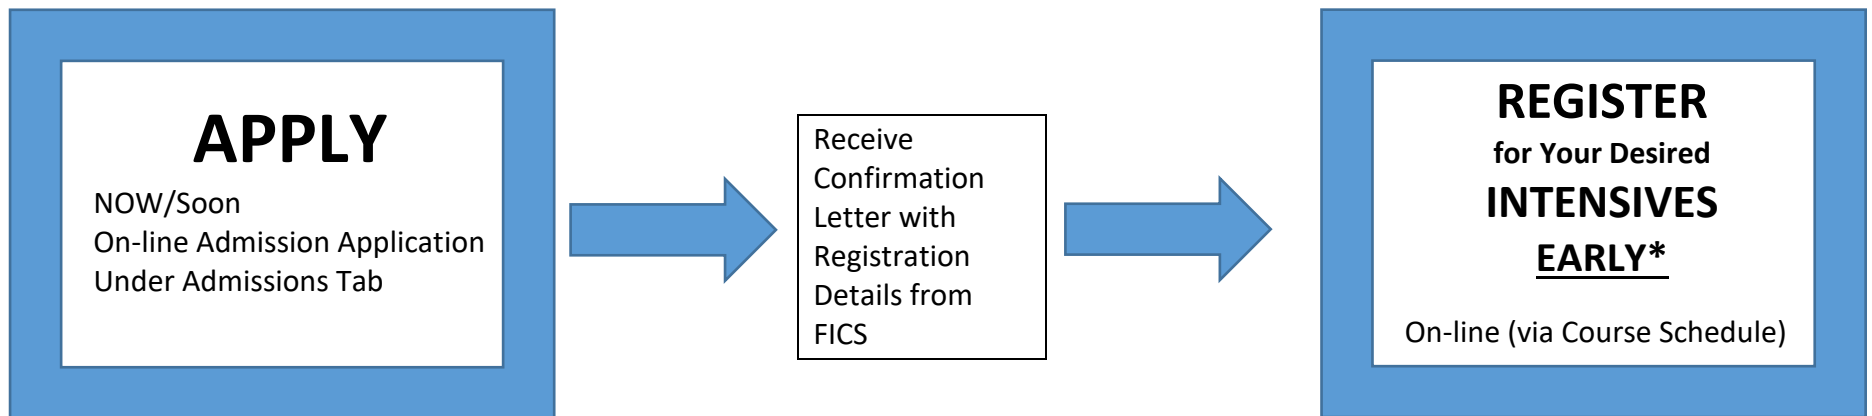 APPLY
NOW/Soon
On-line Admission Application
Under Admissions Tab
Receive
Confirmation
Letter with
Registration
Details from
FICS
REGISTER
for Your Desired
INTENSIVES
EARLY*
On-line (via Course Schedule)